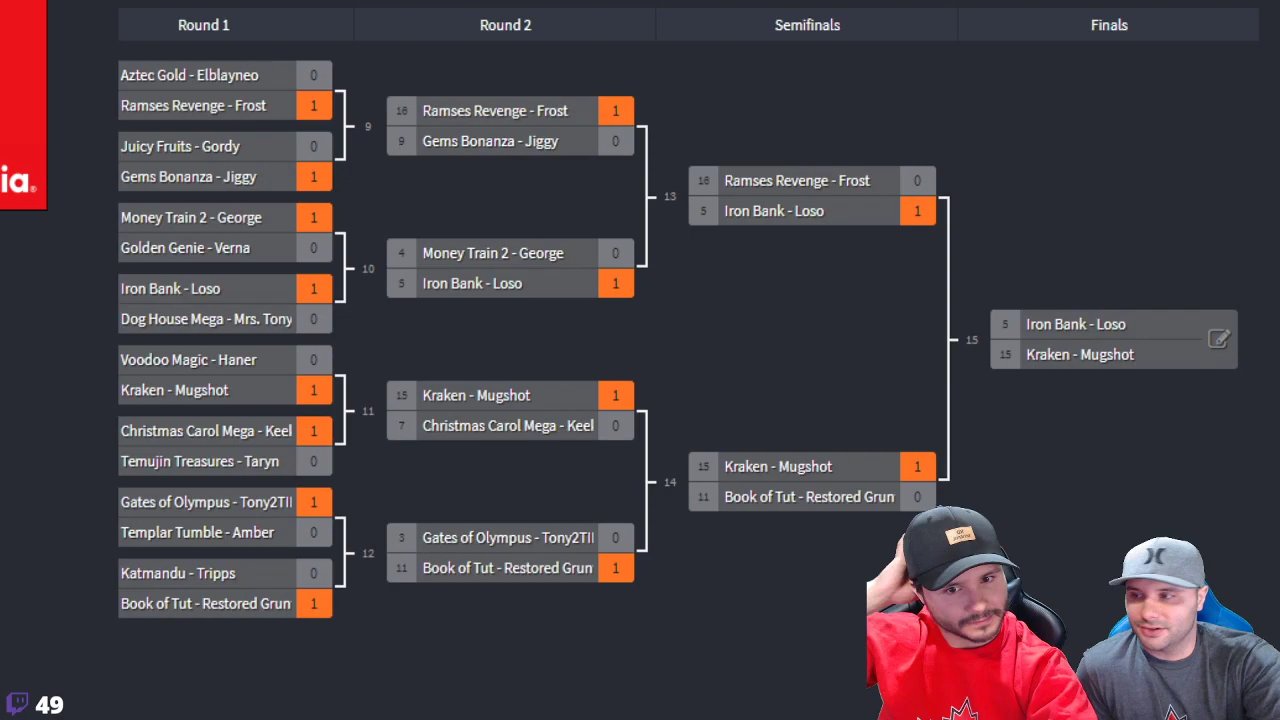 Round 1
Round 2
Semifinals
Finals
Aztec Gold - Elblayneo 0
Ramses Revenge - Frost 1
9
Juicy Fruits - Gordy 0
Gems Bonanza - Jiggy 1
Money Train 2 - George 1
Golden Genie - Verna 0
10
Iron Bank - Loso 1
Dog House Mega - Mrs. Tony 0
Voodoo Magic - Haner 0
Kraken - Mugshot 1
11
Christmas Carol Mega - Keel 1
Temujin Treasures - Taryn 0
Gates of Olympus - Tony2TI 1
Templar Tumble - Amber 0
12
Katmandu - Tripps 0
Book of Tut - Restored Grun 1
16 Ramses Revenge - Frost 1
9 Gems Bonanza - Jiggy 0
13
4 Money Train 2 - George 0
5 Iron Bank - Loso 1
15 Kraken - Mugshot 1
7 Christmas Carol Mega - Keel 0
14
3 Gates of Olympus - Tony2TI 0
11 Book of Tut - Restored Grun 1
16 Ramses Revenge - Frost 0
5 Iron Bank - Loso 1
15
15 Kraken - Mugshot 1
11 Book of Tut - Restored Grun 0
5 Iron Bank - Loso
15 Kraken - Mugshot
ia®
49